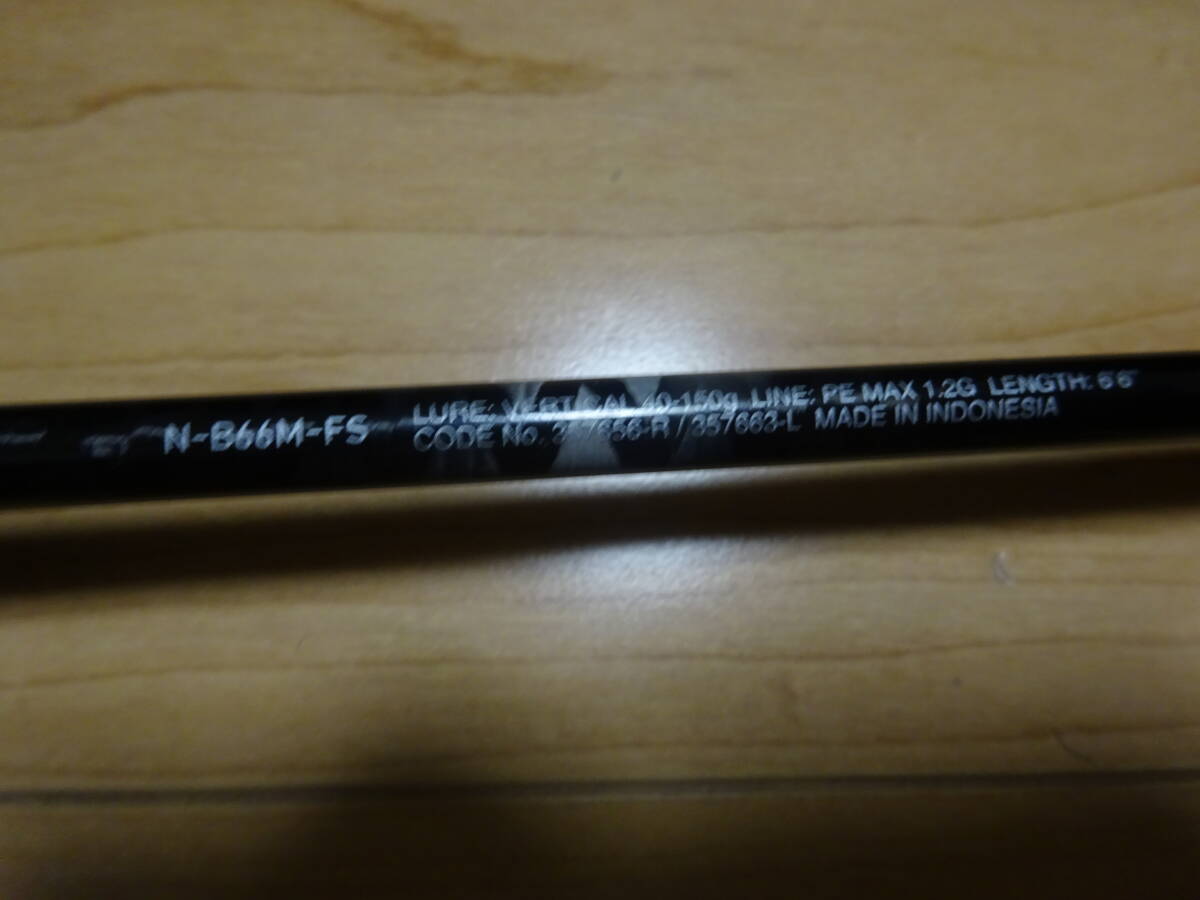 N-B66M-FS
LURE: VERTICAL 40-150g LINE: PE MAX 1.2G LENGTH: 6'6"
CODE No. /357663-L MADE IN INDONESIA